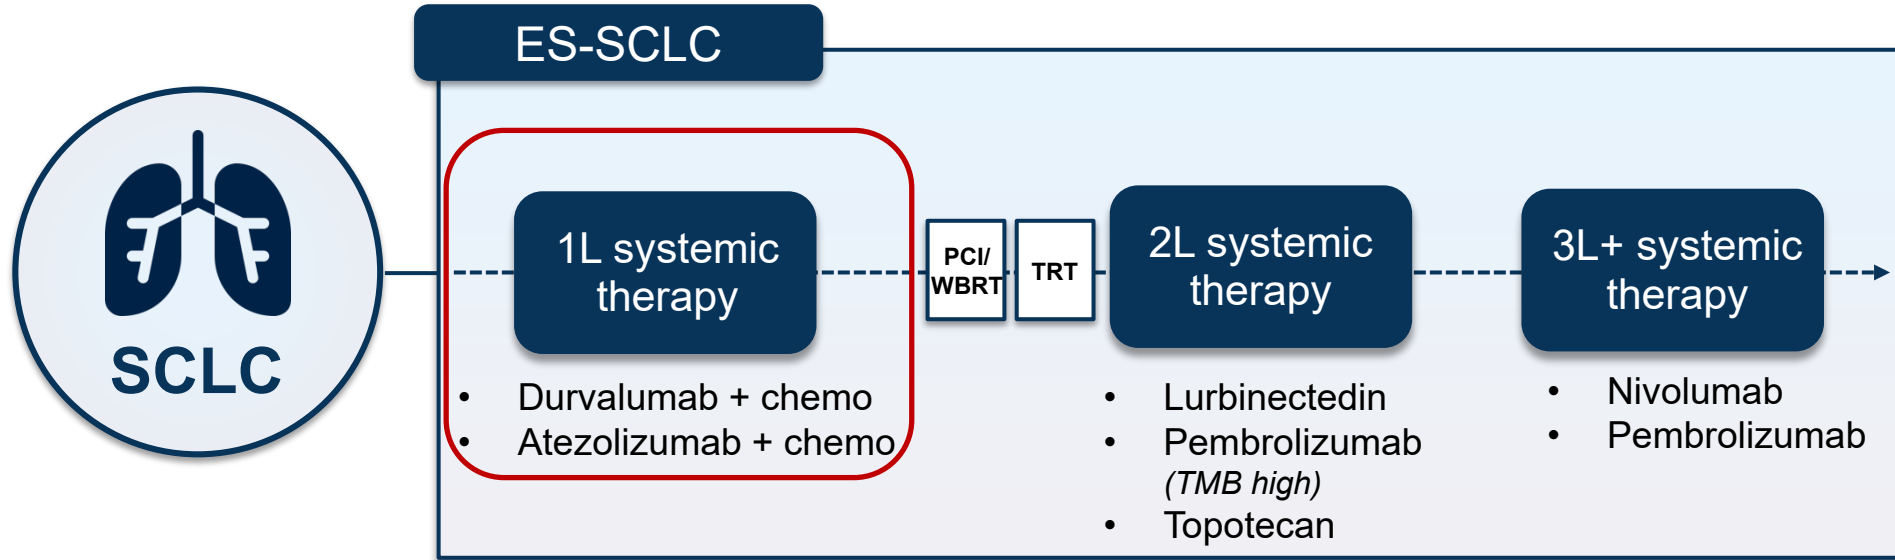 ES-SCLC
SCLC
1L systemic
therapy
• Durvalumab + chemo
• Atezolizumab + chemo
PCI/
WBRT
TRT
2L systemic
therapy
• Lurbinectedin
• Pembrolizumab
(TMB high)
• Topotecan
3L+ systemic
therapy
• Nivolumab
• Pembrolizumab